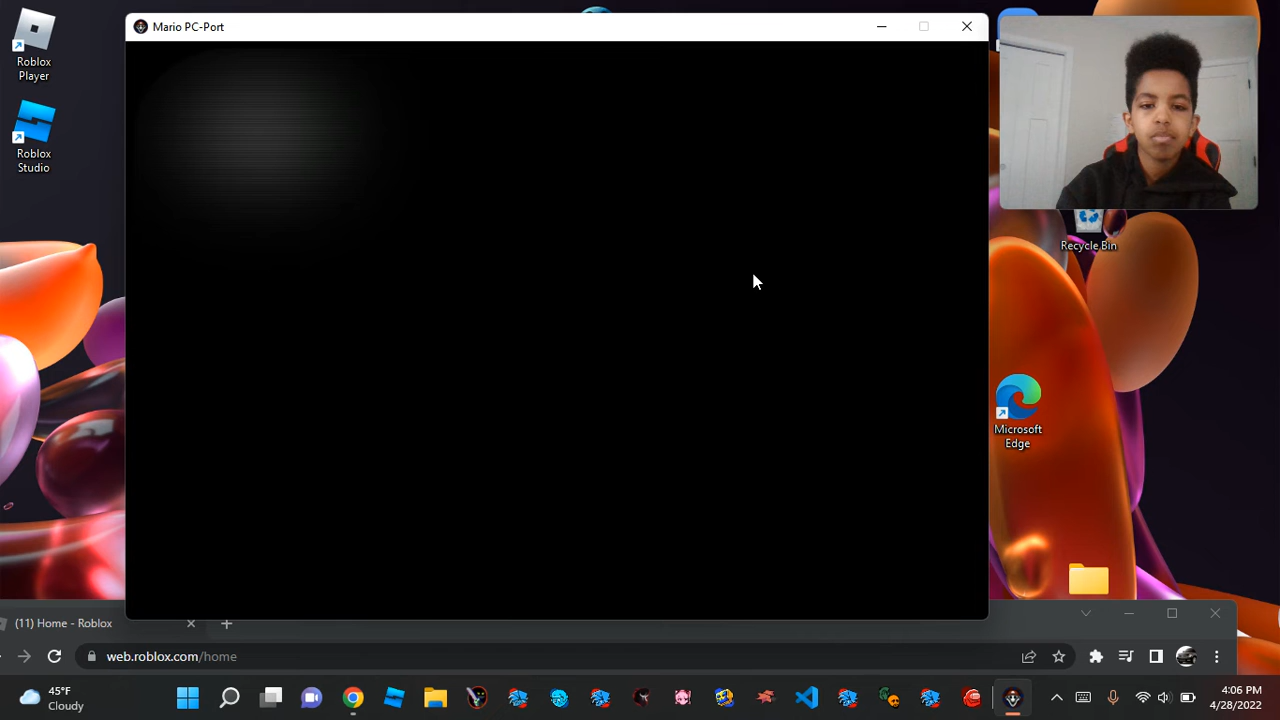 Mario PC-Port
Roblox
Player
Roblox
Studio
Recycle Bin
Microsoft
Edge
(11) Home - Roblox
web.roblox.com/home
45°F
Cloudy
4:06 PM
4/28/2022